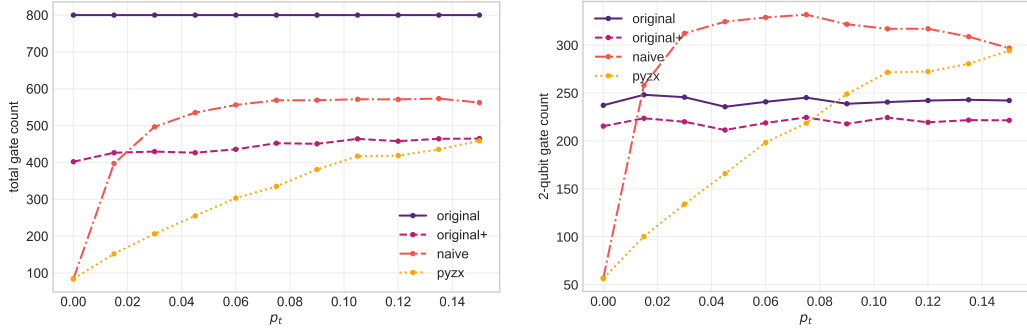 800
700
600
500
400
300
200
100
total gate count
0.00 0.02 0.04 0.06 0.08 0.10 0.12 0.14
p_t
original
original+
naive
pyzx
300
250
200
150
100
50
2-qubit gate count
0.00 0.02 0.04 0.06 0.08 0.10 0.12 0.14
p_t
original
original+
naive
pyzx